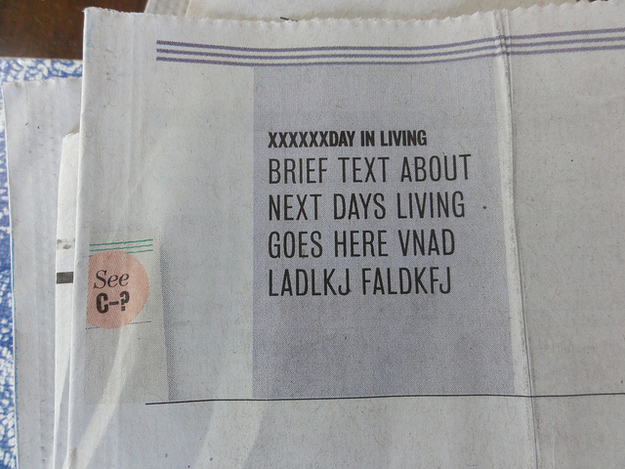 XXXXXXDAY IN LIVING
BRIEF TEXT ABOUT
NEXT DAYS LIVING
GOES HERE VNAD
LADLKJ FALDKFJ
See
C–?